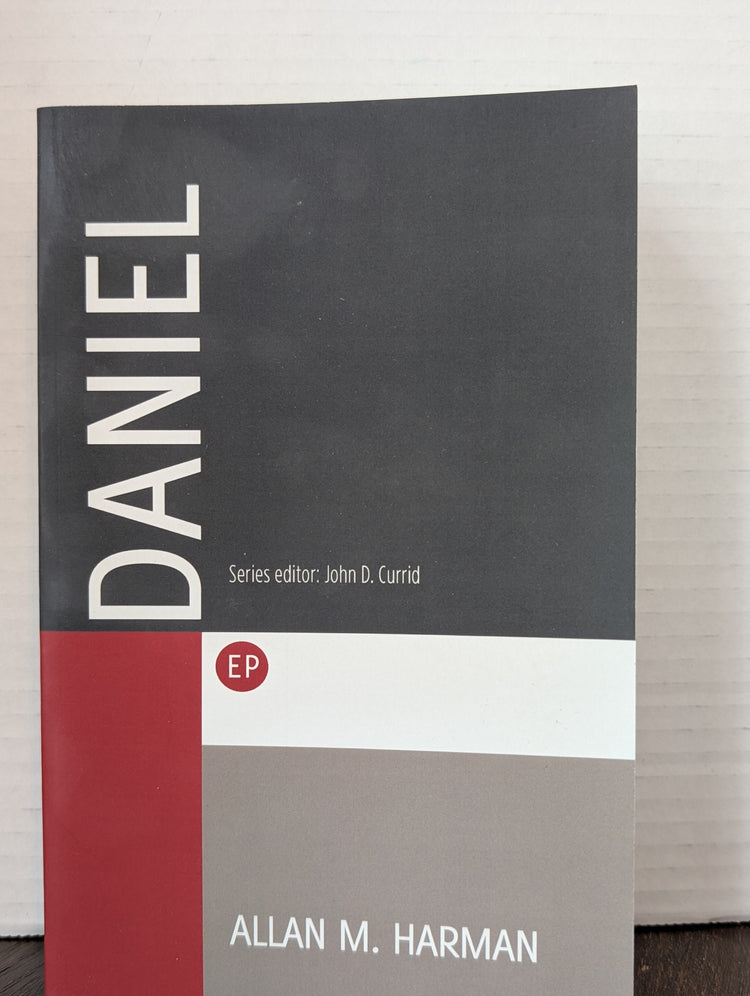 DANIEL
Series editor: John D. Currid
EP
ALLAN M. HARMAN